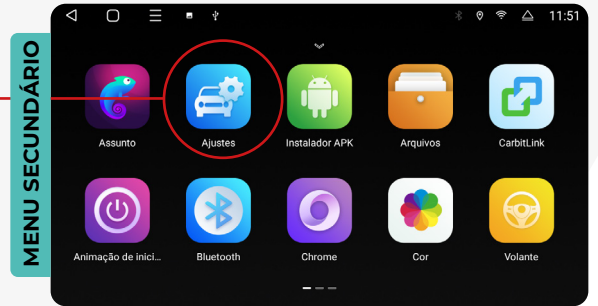 MENU SECUNDÁRIO
11:51
Assunto
Ajustes
Instalador APK
Arquivos
CarbitLink
Animação de inici...
Bluetooth
Chrome
Cor
Volante